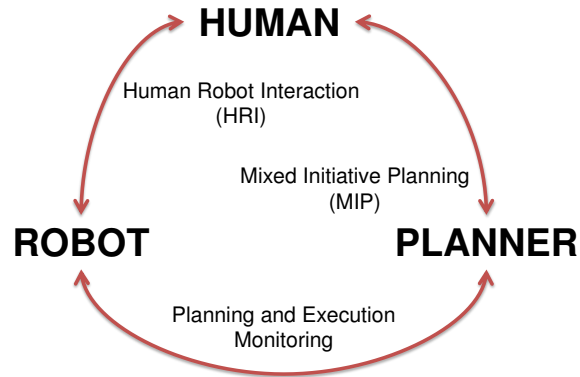 HUMAN
Human Robot Interaction
(HRI)
Mixed Initiative Planning
(MIP)
ROBOT
PLANNER
Planning and Execution
Monitoring